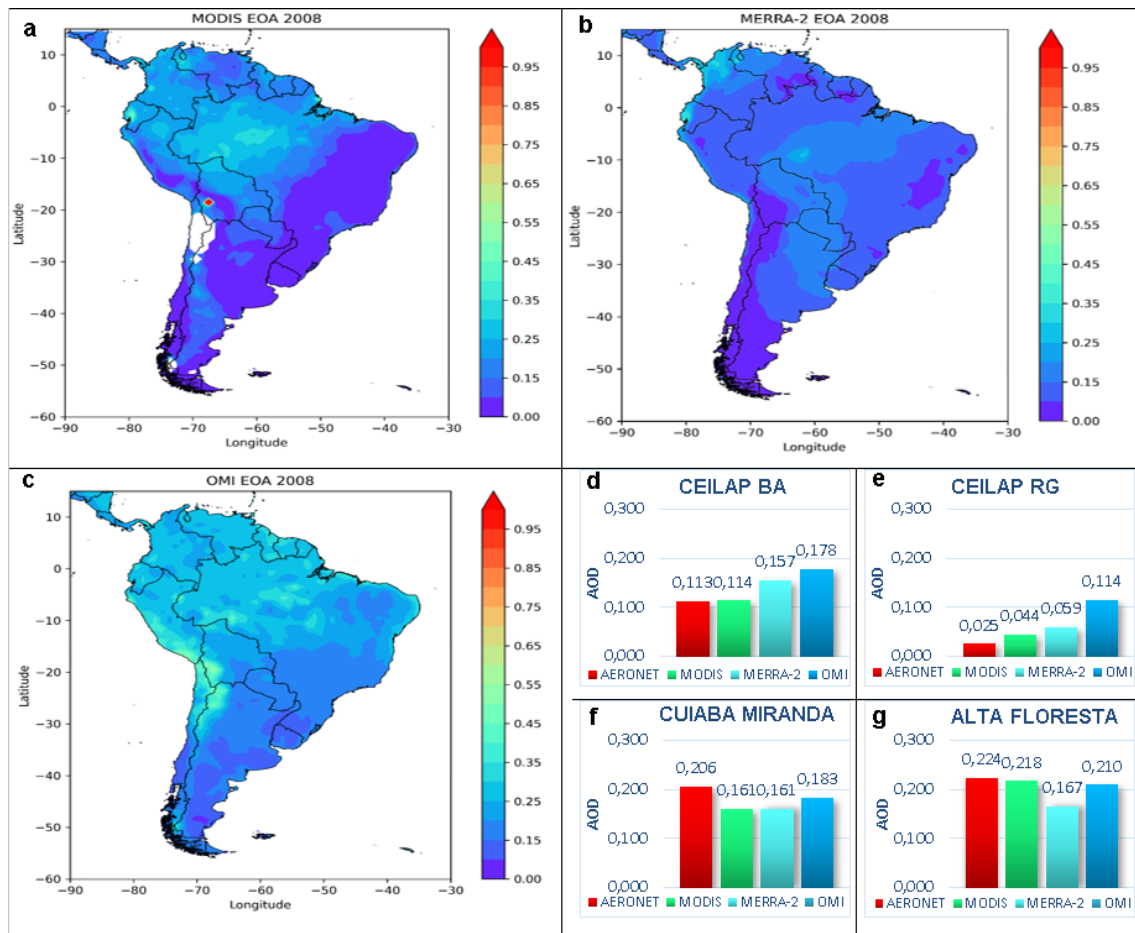 a
MODIS EOA 2008
10
0
−10
−20
−30
−40
−50
−60
Latitude
−90 −80 −70 −60 −50 −40 −30
Longitude
0.95
0.85
0.75
0.65
0.55
0.45
0.35
0.25
0.15
0.00
b
MERRA-2 EOA 2008
10
0
−10
−20
−30
−40
−50
−60
Latitude
−90 −80 −70 −60 −50 −40 −30
Longitude
0.95
0.85
0.75
0.65
0.55
0.45
0.35
0.25
0.15
0.00
c
OMI EOA 2008
10
0
−10
−20
−30
−40
−50
−60
Latitude
−90 −80 −70 −60 −50 −40 −30
Longitude
0.95
0.85
0.75
0.65
0.55
0.45
0.35
0.25
0.15
0.00
d
CEILAP BA
0,300
0,200
0,100
0,000
AOD
0,113 0,114 0,157 0,178
AERONET MODIS MERRA-2 OMI
e
CEILAP RG
0,300
0,200
0,100
0,000
AOD
0,025 0,044 0,059 0,114
AERONET MODIS MERRA-2 OMI
f
CUIABA MIRANDA
0,300
0,200
0,100
0,000
AOD
0,206 0,161 0,161 0,183
AERONET MODIS MERRA-2 OMI
g
ALTA FLORESTA
0,300
0,200
0,100
0,000
AOD
0,224 0,218 0,167 0,210
AERONET MODIS MERRA-2 OMI